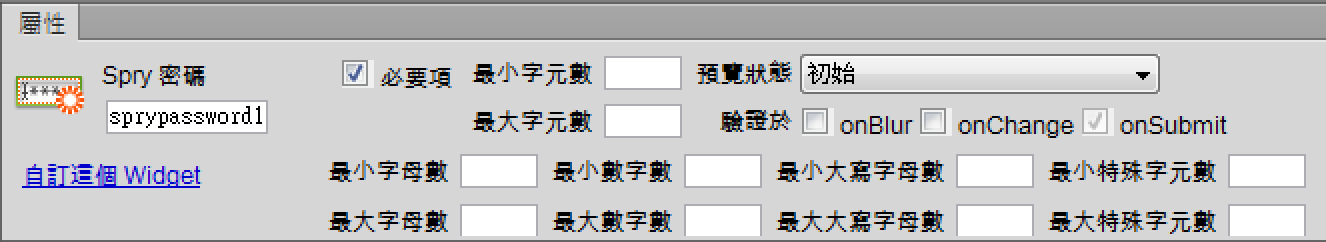 屬性
Spry 密碼 必要項 最小字元數 預覽狀態 初始
sprypassword1 最大字元數 驗證於 onBlur onChange onSubmit
自訂這個 Widget 最小字母數 最小數字數 最小大寫字母數 最小特殊字元數
最大字母數 最大數字數 最大大寫字母數 最大特殊字元數